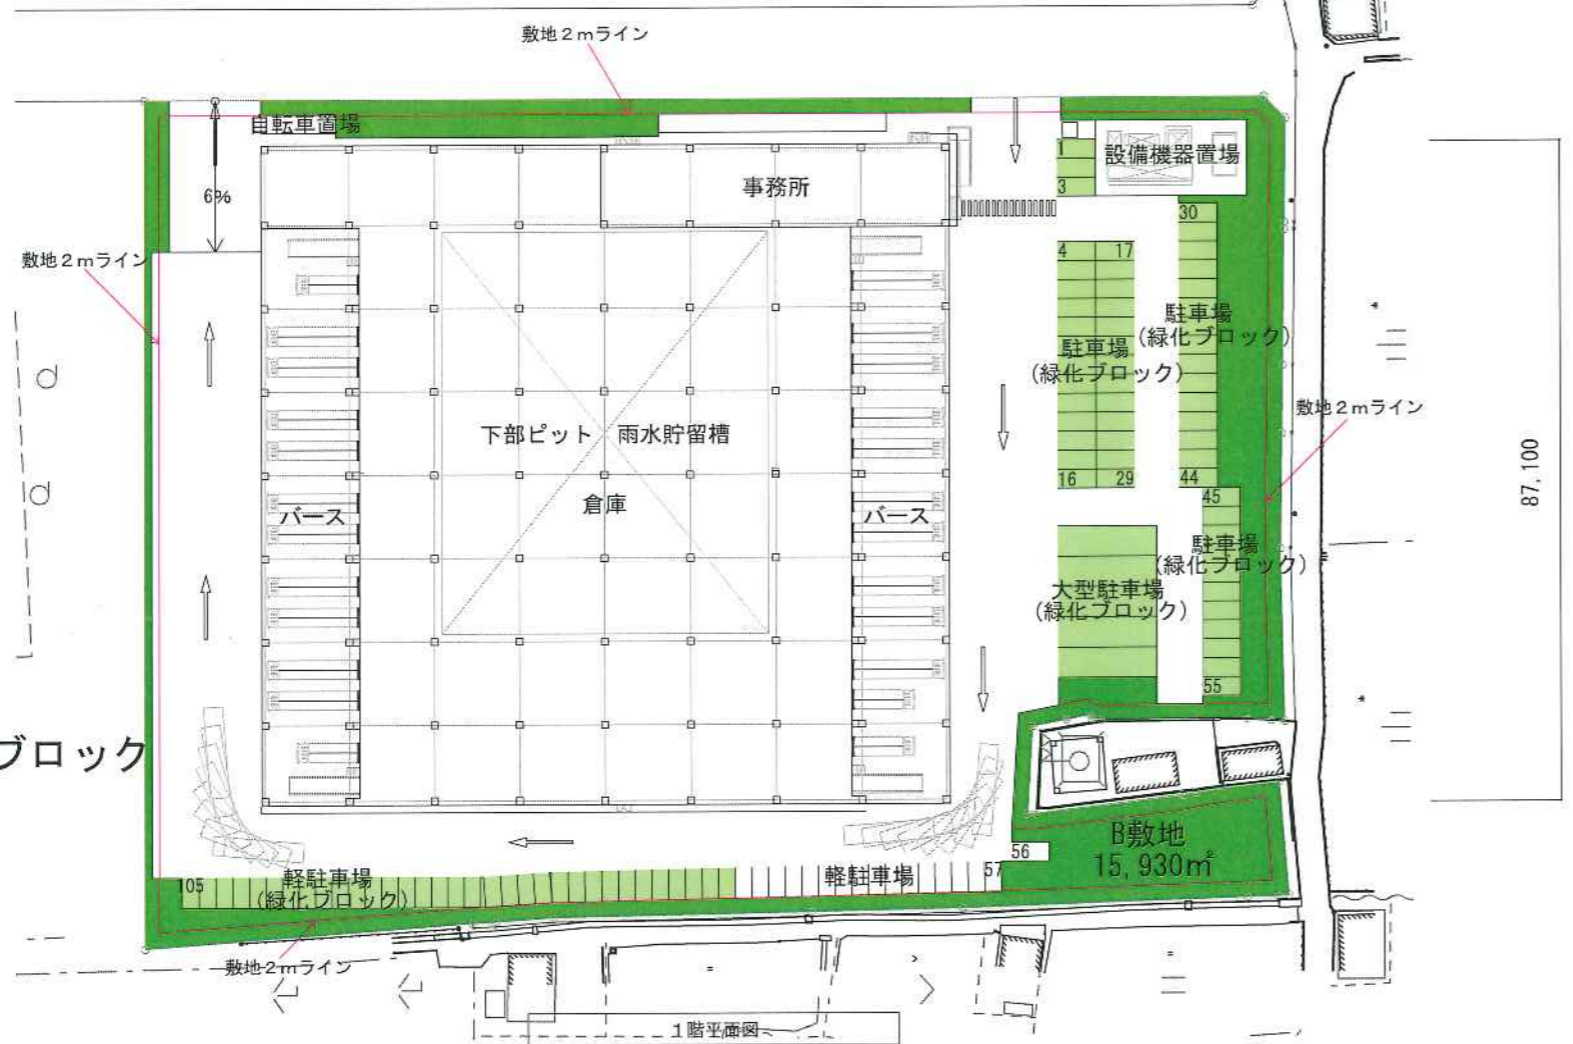 敷地2mライン
自転車置場
設備機器置場
1
3
事務所
6%
30
4
17
敷地2mライン
駐車場
(緑化ブロック)
駐車場
(緑化ブロック)
敷地2mライン
下部ピット 雨水貯留槽
倉庫
16
29
44
45
バース
バース
87,100
駐車場
(緑化ブロック)
大型駐車場
(緑化ブロック)
55
ブロック
B敷地
15,930㎡
56
57
軽駐車場
105
軽駐車場
(緑化ブロック)
敷地2mライン
1階平面図